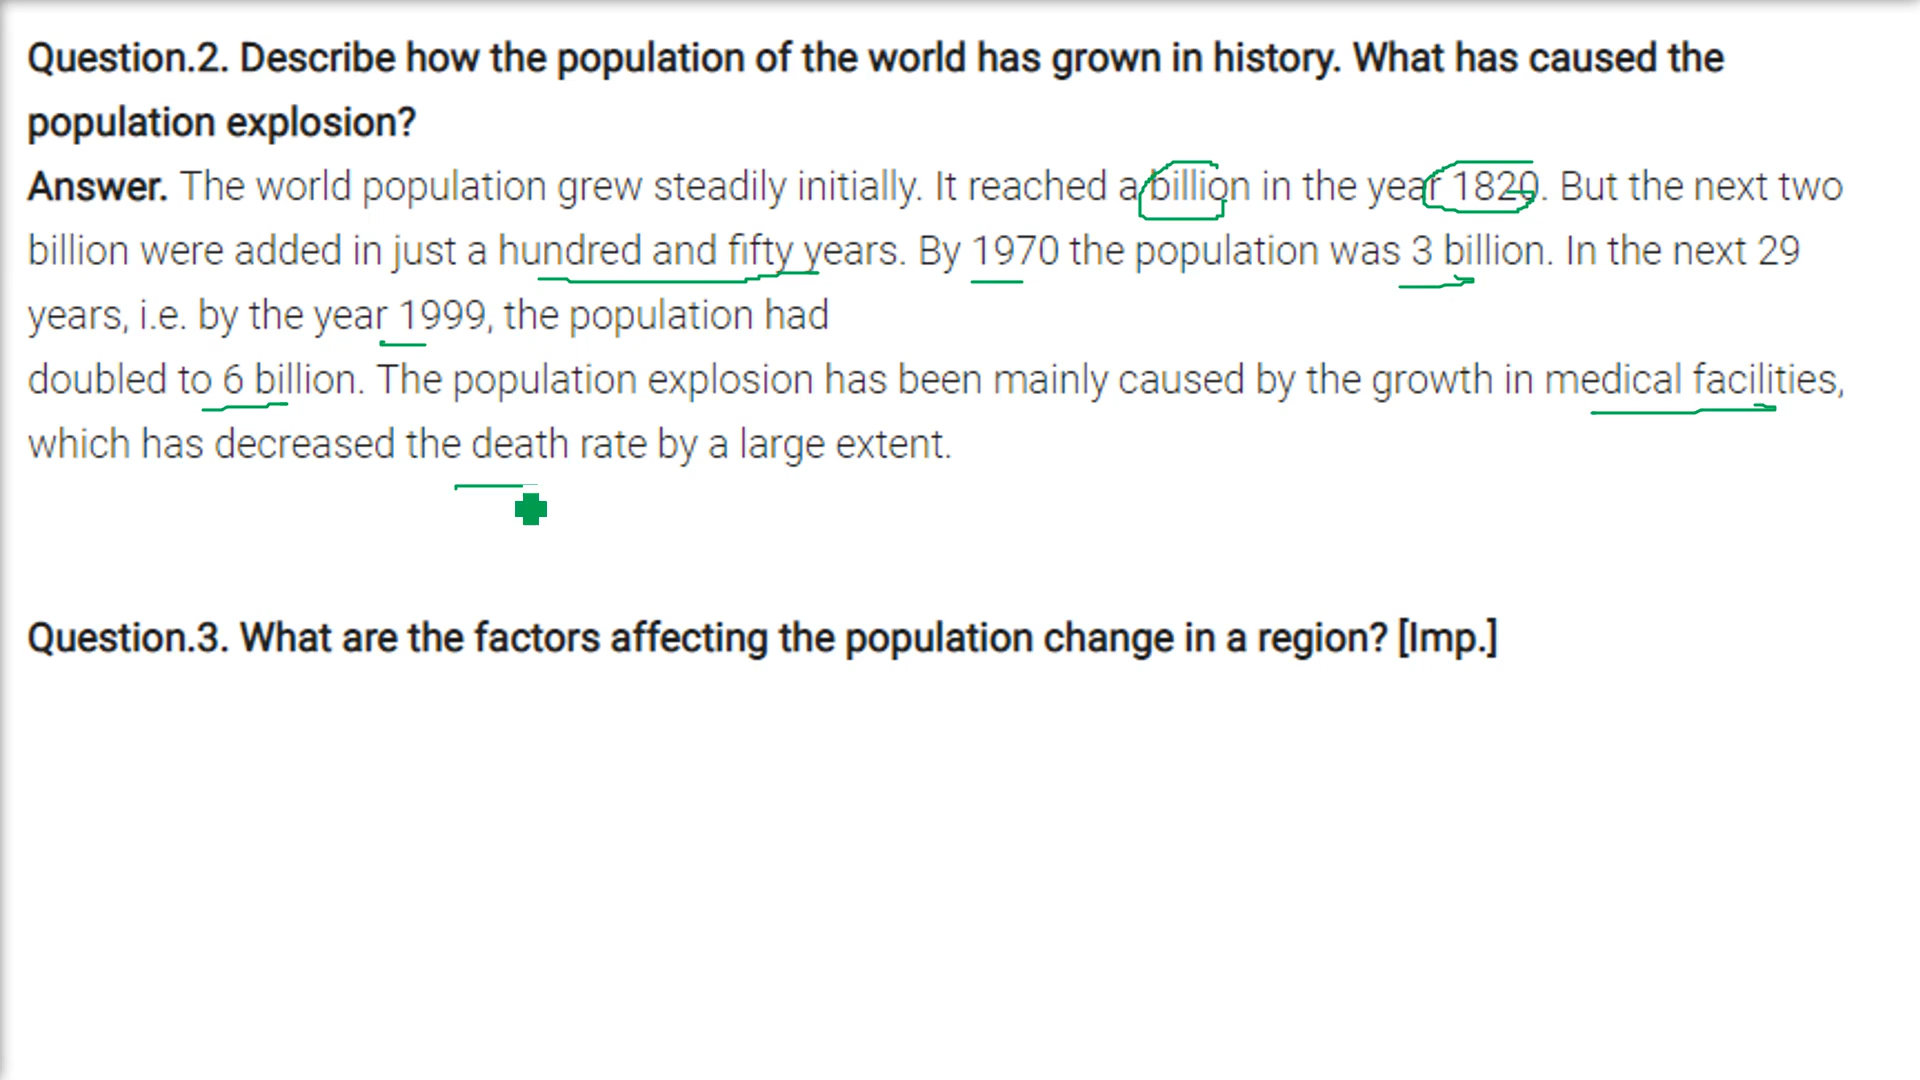 Question.2. Describe how the population of the world has grown in history. What has caused the
population explosion?
Answer. The world population grew steadily initially. It reached a billion in the year 1820. But the next two
billion were added in just a hundred and fifty years. By 1970 the population was 3 billion. In the next 29
years, i.e. by the year 1999, the population had
doubled to 6 billion. The population explosion has been mainly caused by the growth in medical facilities,
which has decreased the death rate by a large extent.
Question.3. What are the factors affecting the population change in a region? [Imp.]